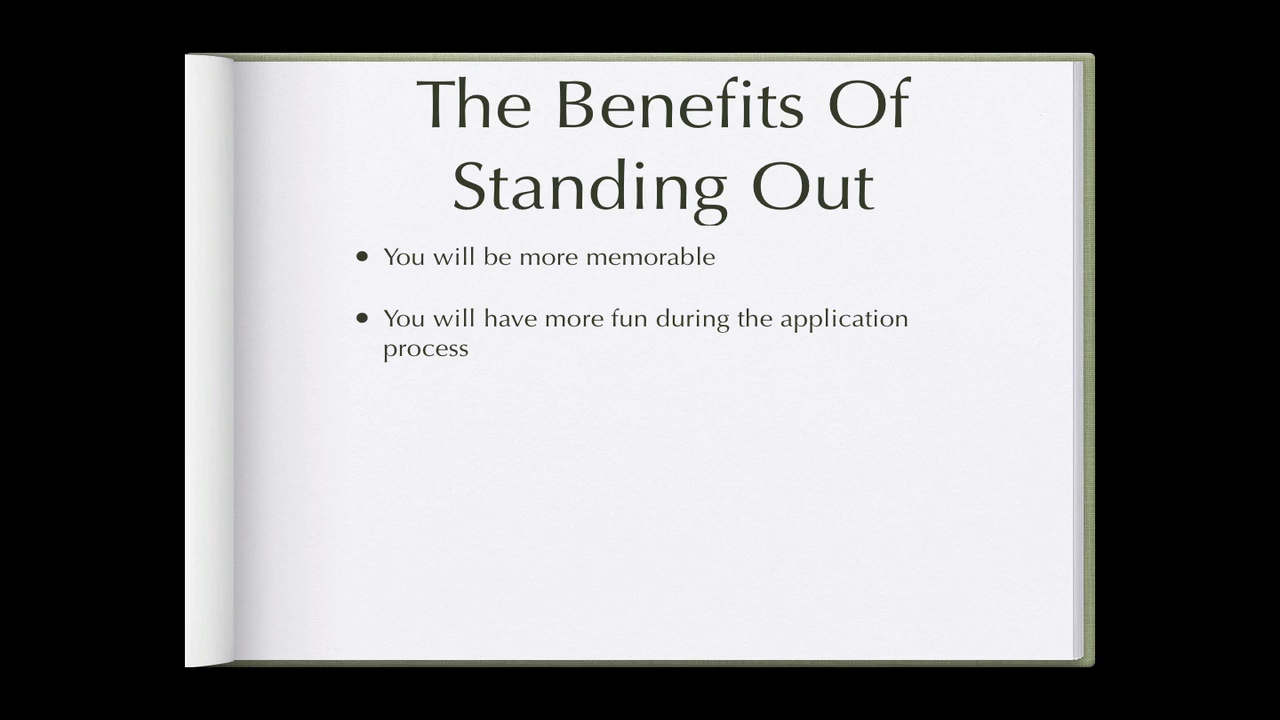 The Benefits Of
Standing Out
• You will be more memorable
• You will have more fun during the application
process